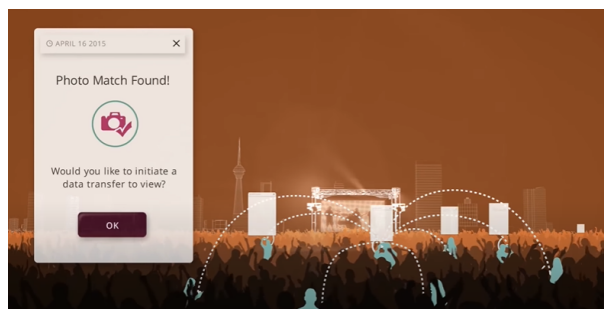 APRIL 16 2015
Photo Match Found!
Would you like to initiate a
data transfer to view?
OK